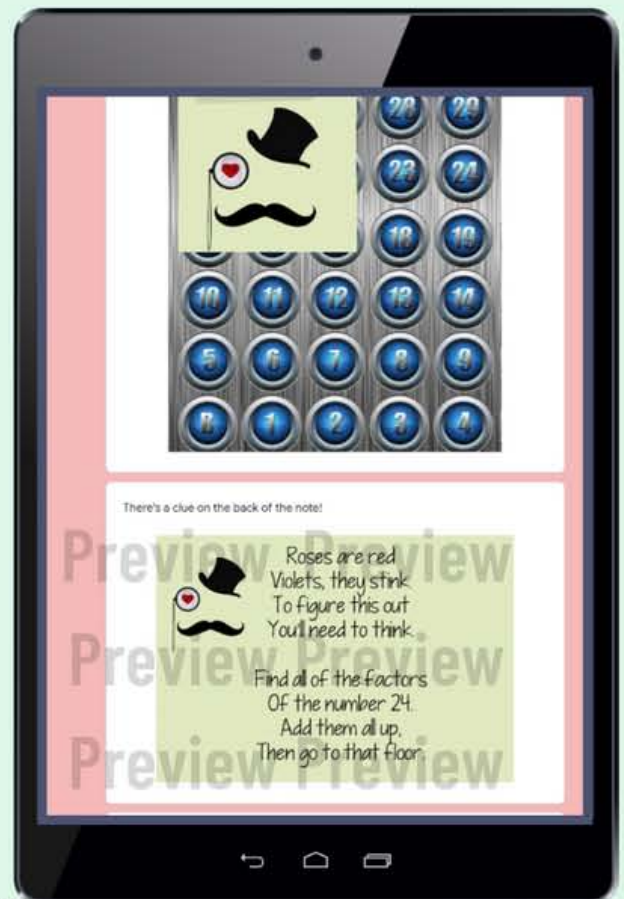 28 29
23 24
18 19
10 11 12 13 14
5 6 7 8 9
B 1 2 3 4
There's a clue on the back of the note!
Roses are red
Violets, they stink
To figure this out
You'll need to think.
Find all of the factors
Of the number 24.
Add them all up,
Then go to that floor.
Preview Preview
Preview Preview
Preview Preview